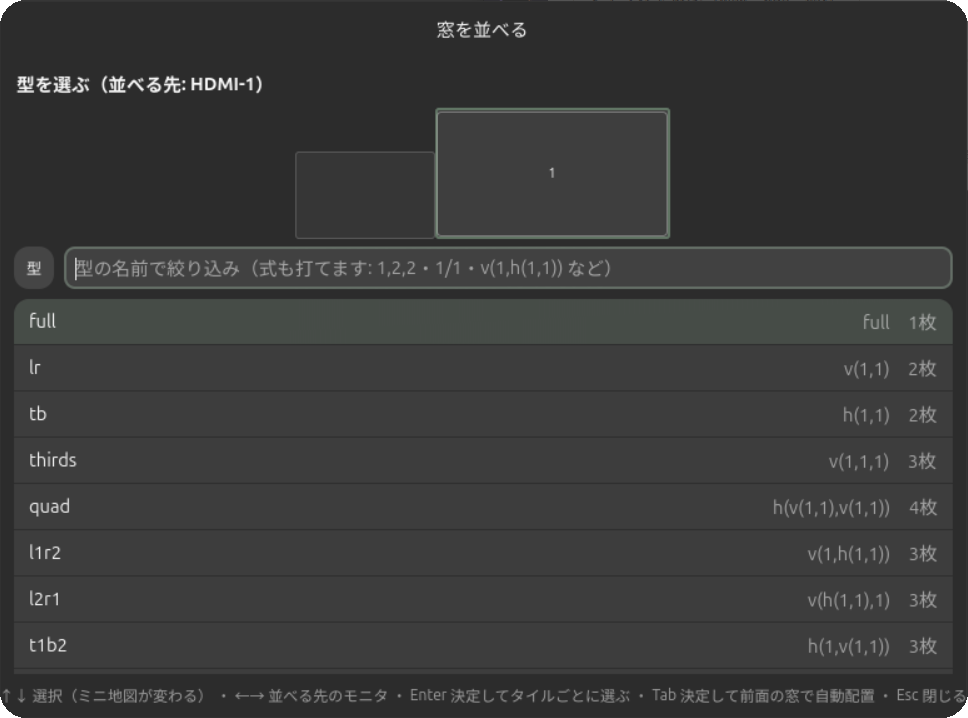 窓を並べる
型を選ぶ（並べる先: HDMI-1）
1
型 型の名前で絞り込み（式も打てます: 1,2,2・1/1・v(1,h(1,1)) など）
full full 1枚
lr v(1,1) 2枚
tb h(1,1) 2枚
thirds v(1,1,1) 3枚
quad h(v(1,1),v(1,1)) 4枚
l1r2 v(1,h(1,1)) 3枚
l2r1 v(h(1,1),1) 3枚
t1b2 h(1,v(1,1)) 3枚
↑↓ 選択（ミニ地図が変わる）・←→ 並べる先のモニタ・Enter 決定してタイルごとに選ぶ・Tab 決定して前面の窓で自動配置・Esc 閉じる